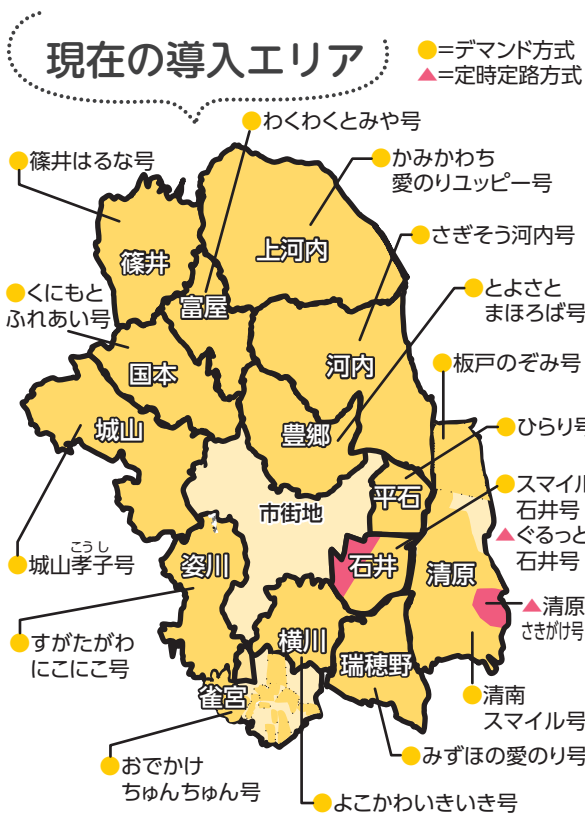 現在の導入エリア
●=デマンド方式
▲=定時定路方式
●わくわくとみや号
●篠井はるな号
●かみかわち
愛のりユッピー号
●さぎそう河内号
●とよさと
まほろば号
●くにもと
ふれあい号
●板戸のぞみ号
●ひらり号
●スマイル
石井号
▲ぐるっと
石井号
▲清原
さきがけ号
●城山孝子号
こうし
●すがたがわ
にこにこ号
●清南
スマイル号
●みずほの愛のり号
●おでかけ
ちゅんちゅん号
●よこかわいきいき号
篠井
上河内
富屋
国本
河内
城山
豊郷
平石
市街地
石井
清原
姿川
横川
瑞穂野
雀宮